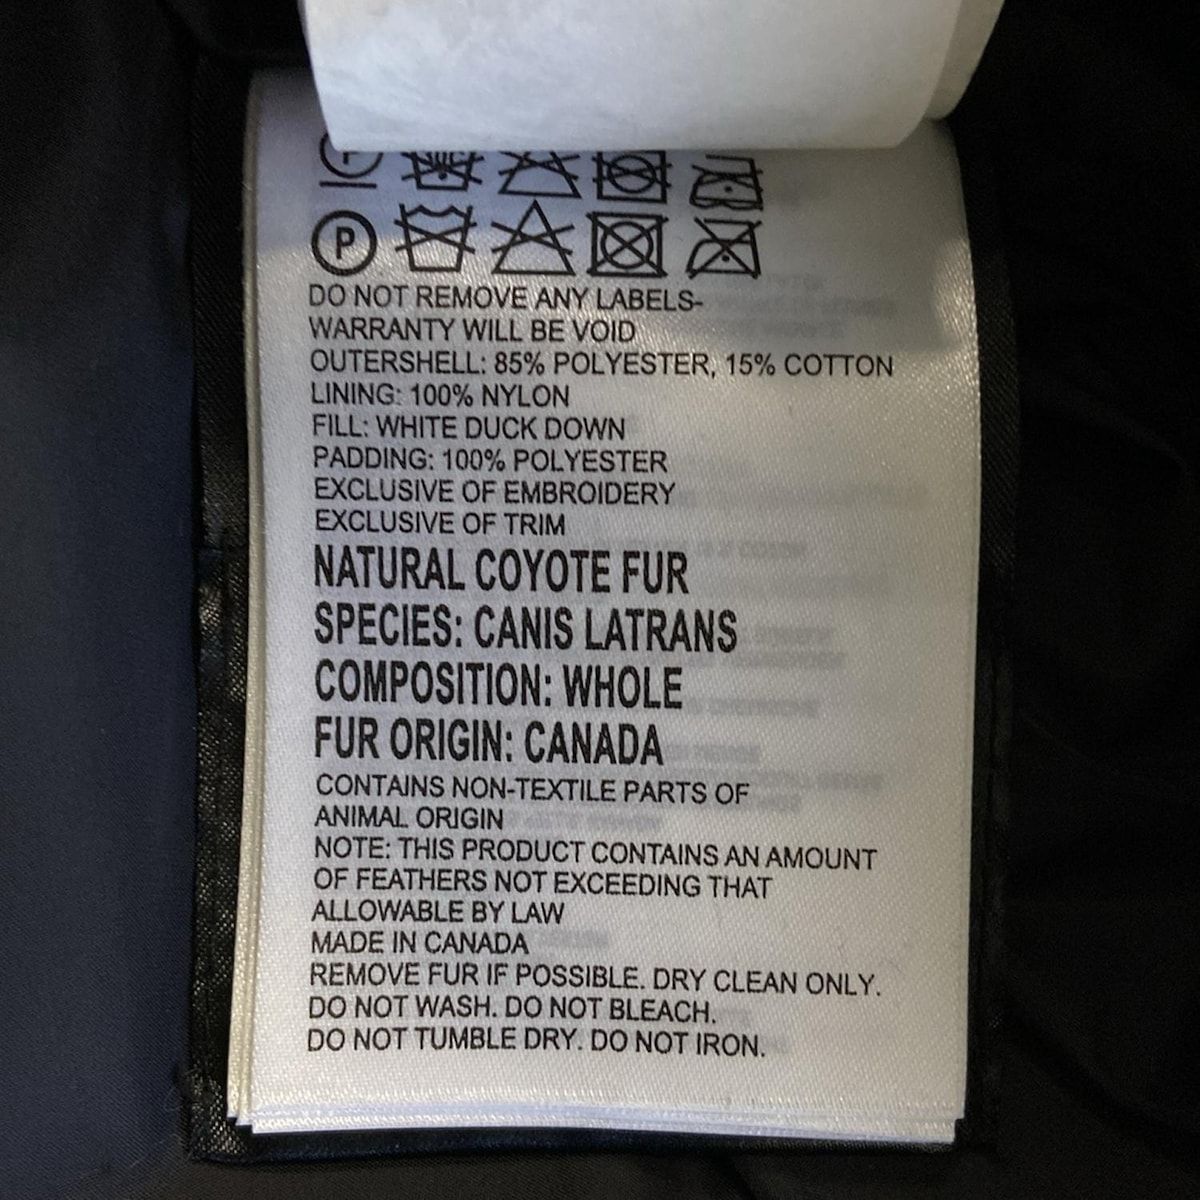 P
DO NOT REMOVE ANY LABELS-
WARRANTY WILL BE VOID
OUTERSHELL: 85% POLYESTER, 15% COTTON
LINING: 100% NYLON
FILL: WHITE DUCK DOWN
PADDING: 100% POLYESTER
EXCLUSIVE OF EMBROIDERY
EXCLUSIVE OF TRIM
NATURAL COYOTE FUR
SPECIES: CANIS LATRANS
COMPOSITION: WHOLE
FUR ORIGIN: CANADA
CONTAINS NON-TEXTILE PARTS OF
ANIMAL ORIGIN
NOTE: THIS PRODUCT CONTAINS AN AMOUNT
OF FEATHERS NOT EXCEEDING THAT
ALLOWABLE BY LAW
MADE IN CANADA
REMOVE FUR IF POSSIBLE. DRY CLEAN ONLY.
DO NOT WASH. DO NOT BLEACH.
DO NOT TUMBLE DRY. DO NOT IRON.